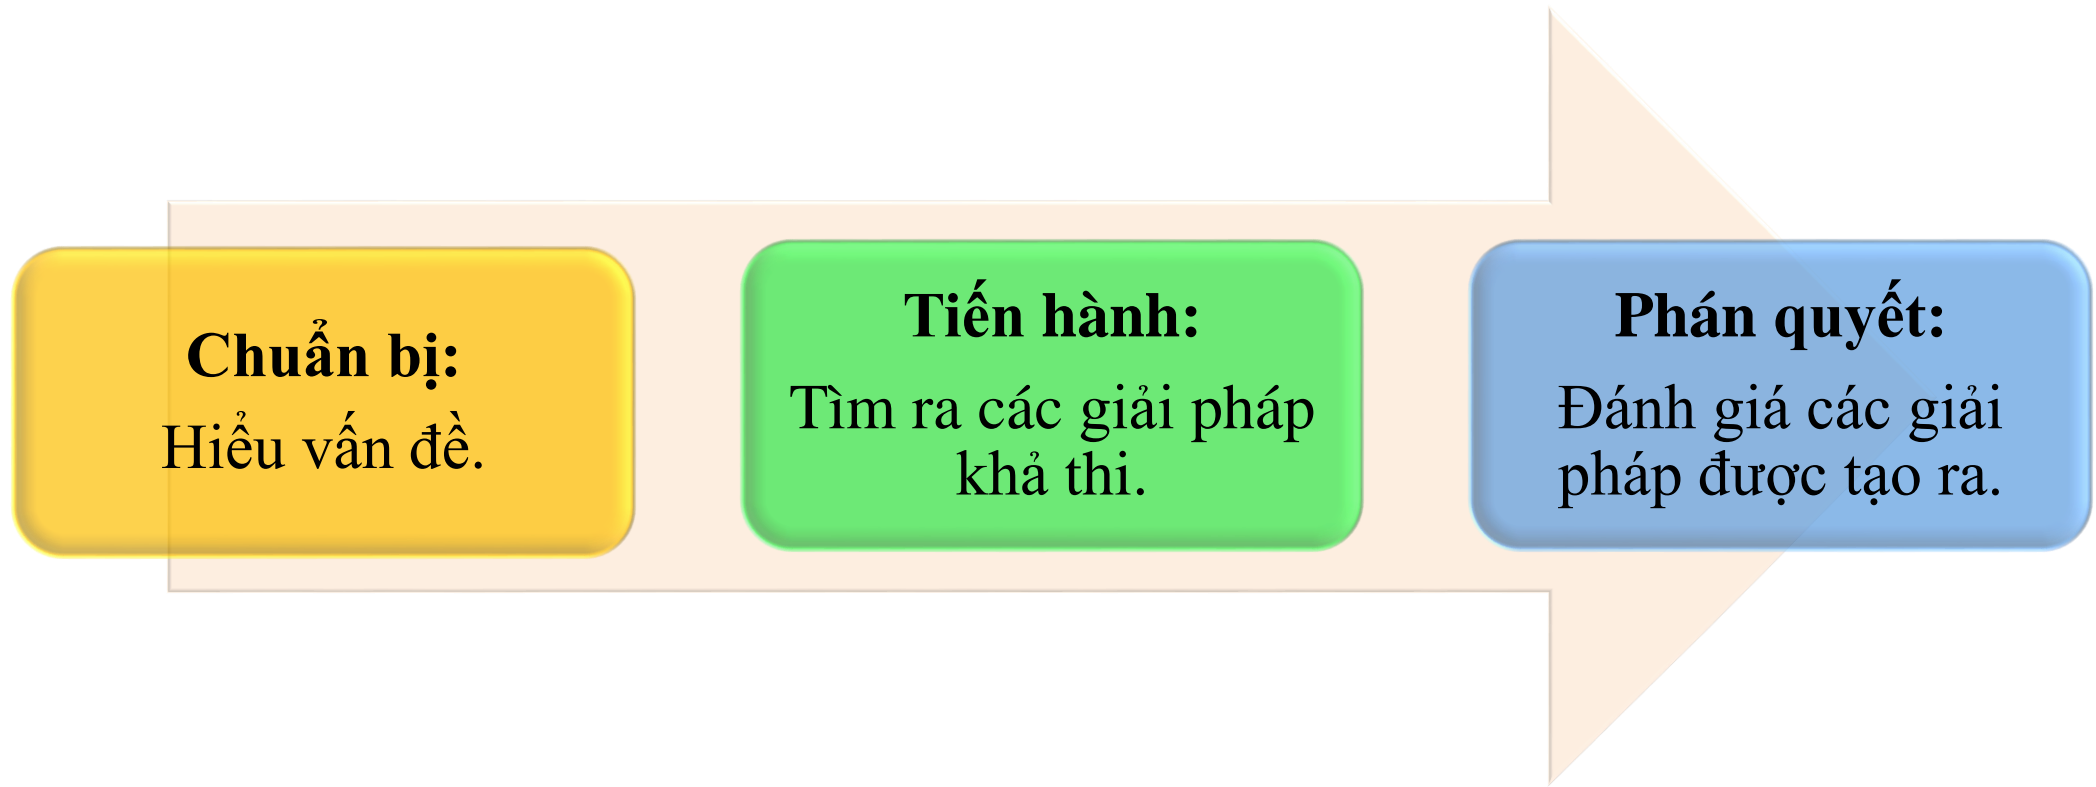 Chuẩn bị:
Hiểu vấn đề.
Tiến hành:
Tìm ra các giải pháp
khả thi.
Phán quyết:
Đánh giá các giải
pháp được tạo ra.